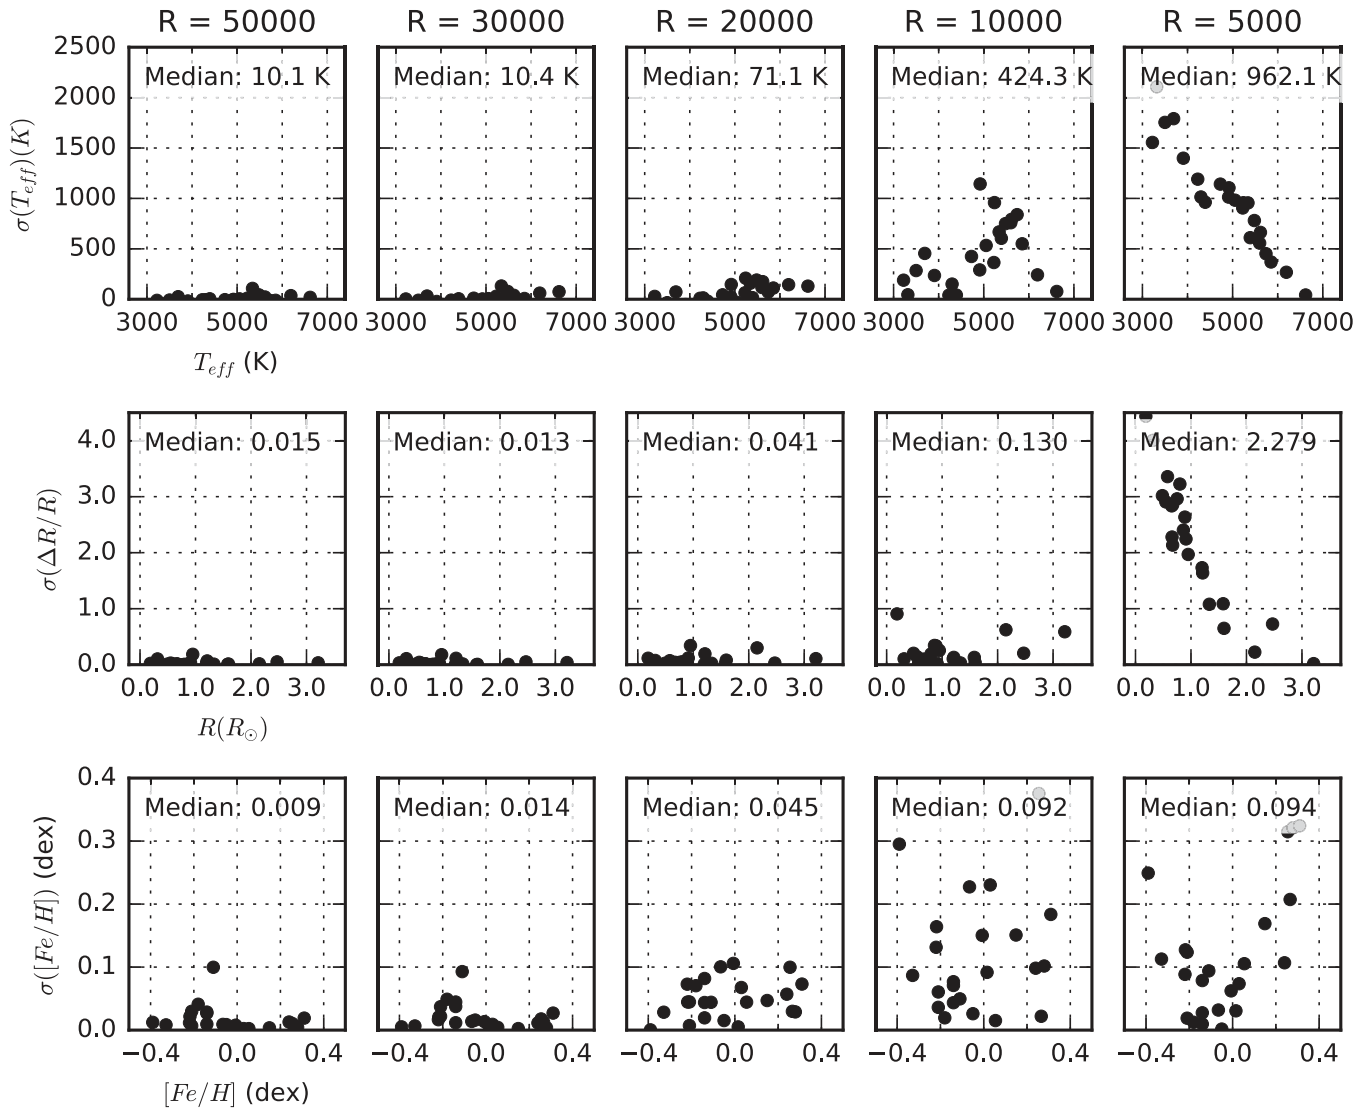 R = 50000 R = 30000 R = 20000 R = 10000 R = 5000
2500
Median: 10.1 K Median: 10.4 K Median: 71.1 K Median: 424.3 K Median: 962.1 K
2000
1500
σ(T_eff)(K)
1000
500
0
3000 5000 7000 3000 5000 7000 3000 5000 7000 3000 5000 7000 3000 5000 7000
T_eff (K)
4.0
Median: 0.015 Median: 0.013 Median: 0.041 Median: 0.130 Median: 2.279
3.0
σ(ΔR/R)
2.0
1.0
0.0
0.0 1.0 2.0 3.0 0.0 1.0 2.0 3.0 0.0 1.0 2.0 3.0 0.0 1.0 2.0 3.0 0.0 1.0 2.0 3.0
R(R☉)
0.4
Median: 0.009 Median: 0.014 Median: 0.045 Median: 0.092 Median: 0.094
0.3
σ([Fe/H]) (dex)
0.2
0.1
0.0
−0.4 0.0 0.4 −0.4 0.0 0.4 −0.4 0.0 0.4 −0.4 0.0 0.4 −0.4 0.0 0.4
[Fe/H] (dex)